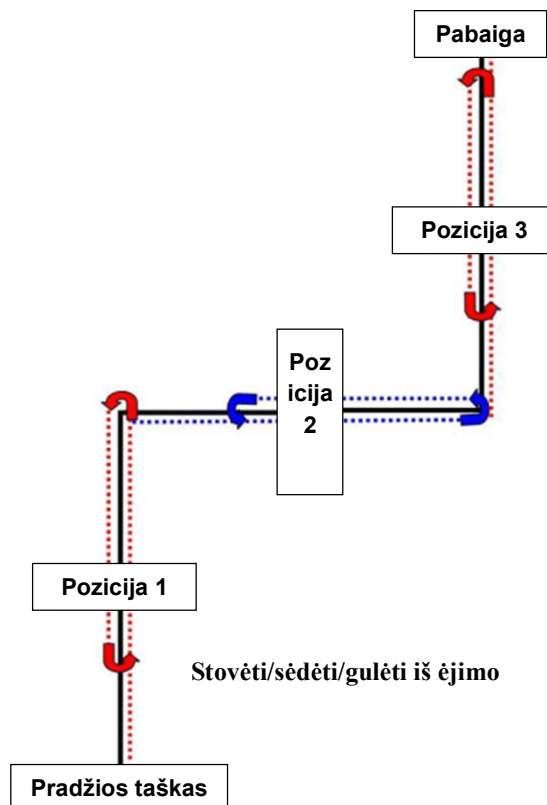 Pabaiga
Pozicija 3
Poz
icija
2
Pozicija 1
Stovėti/sėdėti/gulėti iš ėjimo
Pradžios taškas